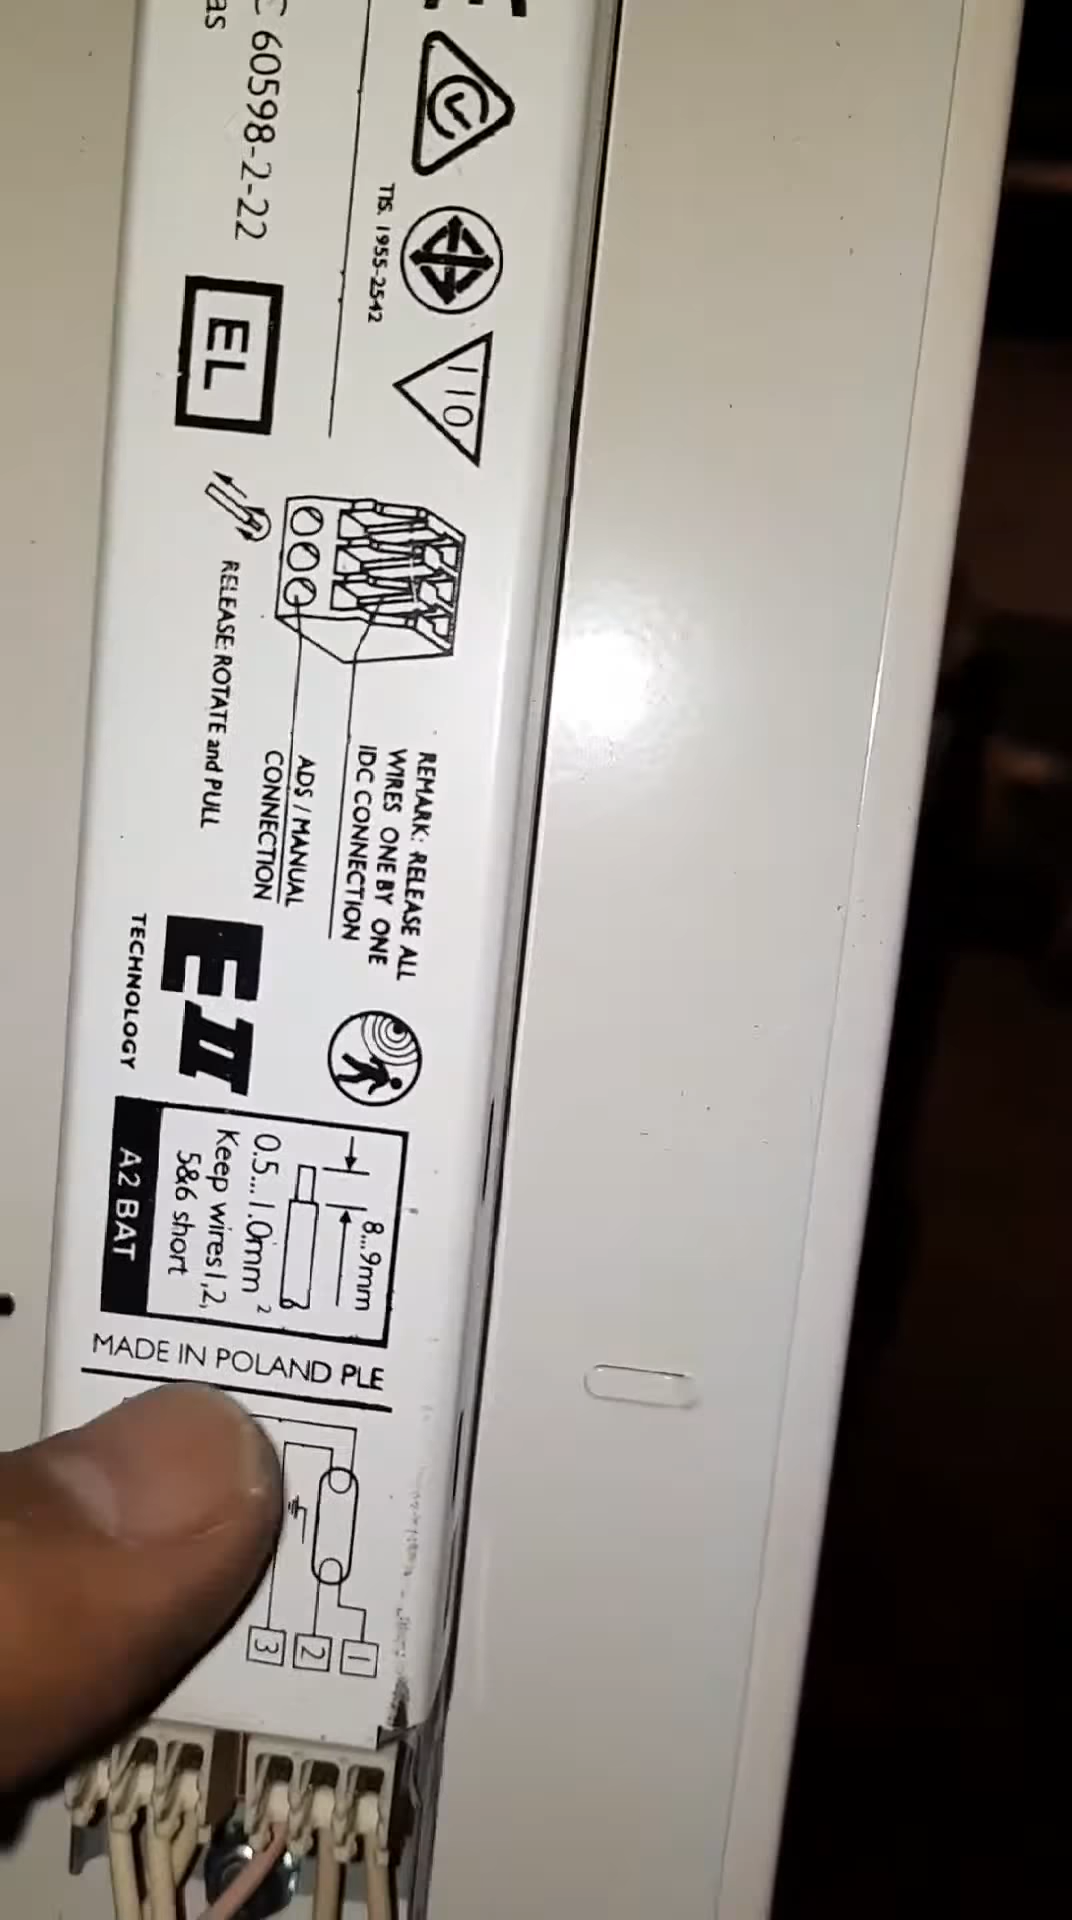 C 60598-2-22
as
TIS. 1955-2542
110
EL
RELEASE: ROTATE and PULL
REMARK: RELEASE ALL
WIRES ONE BY ONE
IDC CONNECTION
ADS / MANUAL
CONNECTION
EII
TECHNOLOGY
8...9mm
0.5...1.0mm²
Keep wires 1,2,
5&6 short
A2 BAT
MADE IN POLAND PLE
1
2
3